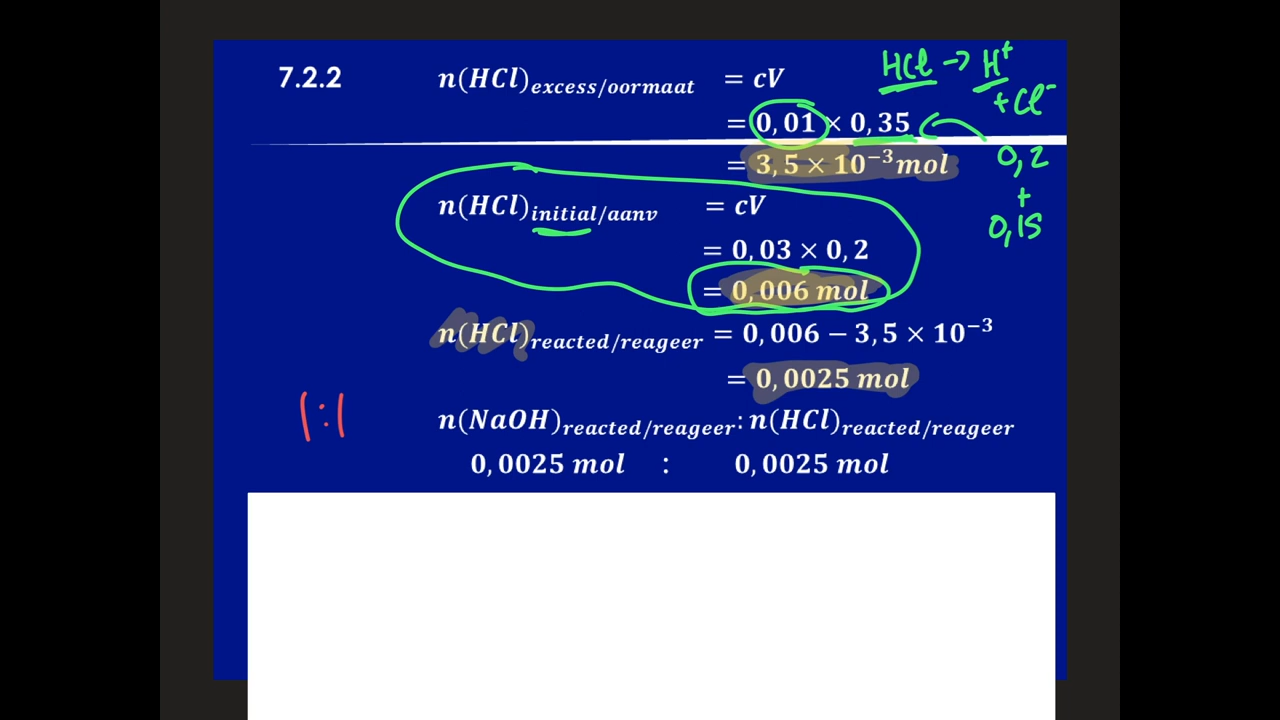 7.2.2 n(HCl)excess/oormaat = cV
= 0,01 × 0,35
= 3,5 × 10⁻³ mol
n(HCl)initial/aanv = cV
= 0,03 × 0,2
= 0,006 mol
n(HCl)reacted/reageer = 0,006 − 3,5 × 10⁻³
= 0,0025 mol
n(NaOH)reacted/reageer : n(HCl)reacted/reageer
0,0025 mol : 0,0025 mol
HCl → H⁺
+ Cl⁻
0,2
+
0,15
1:1